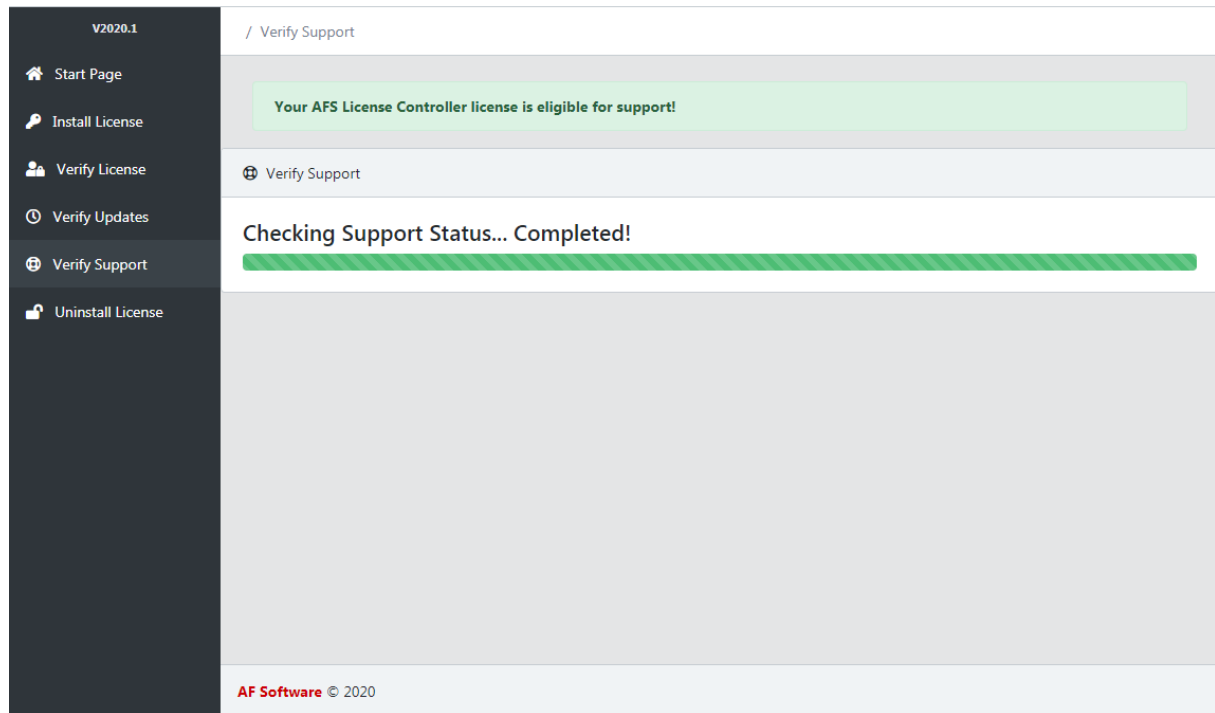 V2020.1
Start Page
Install License
Verify License
Verify Updates
Verify Support
Uninstall License
/ Verify Support
Your AFS License Controller license is eligible for support!
Verify Support
Checking Support Status... Completed!
AF Software © 2020